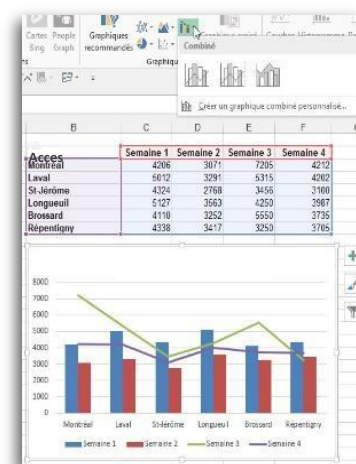 Cartes People Graphiques
Bing Graph recommandés
Graphiqu
Combiné
Créer un graphique combiné personnalisé...
B C D E F
Acces Semaine 1 Semaine 2 Semaine 3 Semaine 4
Montréal 4206 3071 7205 4212
Laval 5012 3291 5315 4202
St-Jérôme 4324 2768 3456 3100
Longueuil 5127 3563 4250 3987
Brossard 4110 3252 5550 3735
Répentigny 4338 3417 3250 3705
8000
7000
6000
5000
4000
3000
2000
1000
0
Montréal Laval St-Jérôme Longueuil Brossard Répentigny
Semaine 1 Semaine 2 Semaine 3 Semaine 4